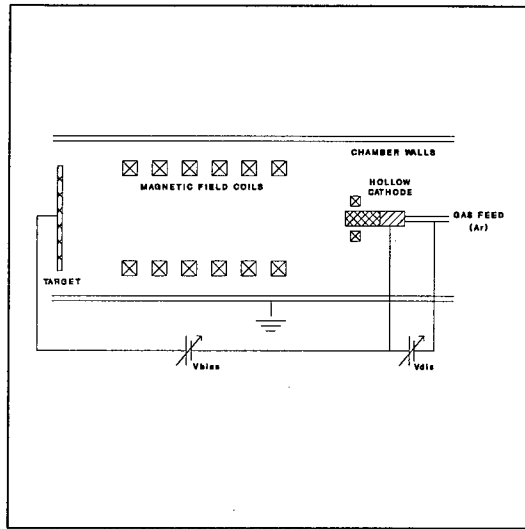 CHAMBER WALLS
MAGNETIC FIELD COILS
HOLLOW
CATHODE
GAS FEED
(Ar)
TARGET
Vbias
Vdis